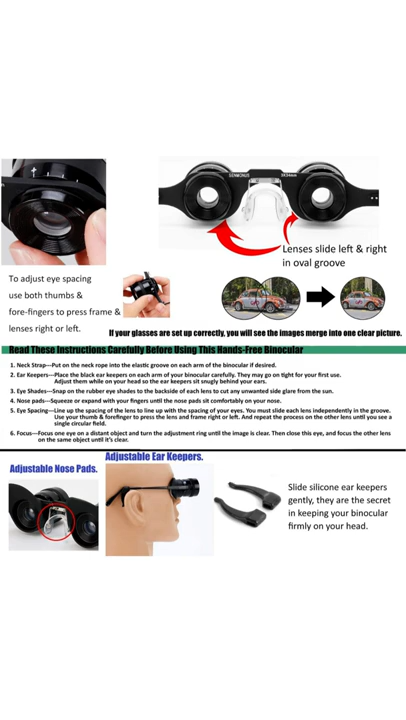 SENMONUS 3X34mm
Lenses slide left & right
in oval groove
To adjust eye spacing
use both thumbs &
fore-fingers to press frame &
lenses right or left.
If your glasses are set up correctly, you will see the images merge into one clear picture.
Read These Instructions Carefully Before Using This Hands-Free Binocular
1. Neck Strap---Put on the neck rope into the elastic groove on each arm of the binocular if desired.
2. Ear Keepers---Place the black ear keepers on each arm of your binocular carefully. They may go on tight for your first use.
Adjust them while on your head so the ear keepers sit snugly behind your ears.
3. Eye Shades---Snap on the rubber eye shades to the backside of each lens to cut any unwanted side glare from the sun.
4. Nose pads---Squeeze or expand with your fingers until the nose pads sit comfortably on your nose.
5. Eye Spacing---Line up the spacing of the lens to line up with the spacing of your eyes. You must slide each lens independently in the groove.
Use your thumb & forefinger to press the lens and frame right or left. And repeat the process on the other lens until you see a
single circular field.
6. Focus---Focus one eye on a distant object and turn the adjustment ring until the image is clear. Then close this eye, and focus the other lens
on the same object until it's clear.
Adjustable Nose Pads.
Adjustable Ear Keepers.
Slide silicone ear keepers
gently, they are the secret
in keeping your binocular
firmly on your head.